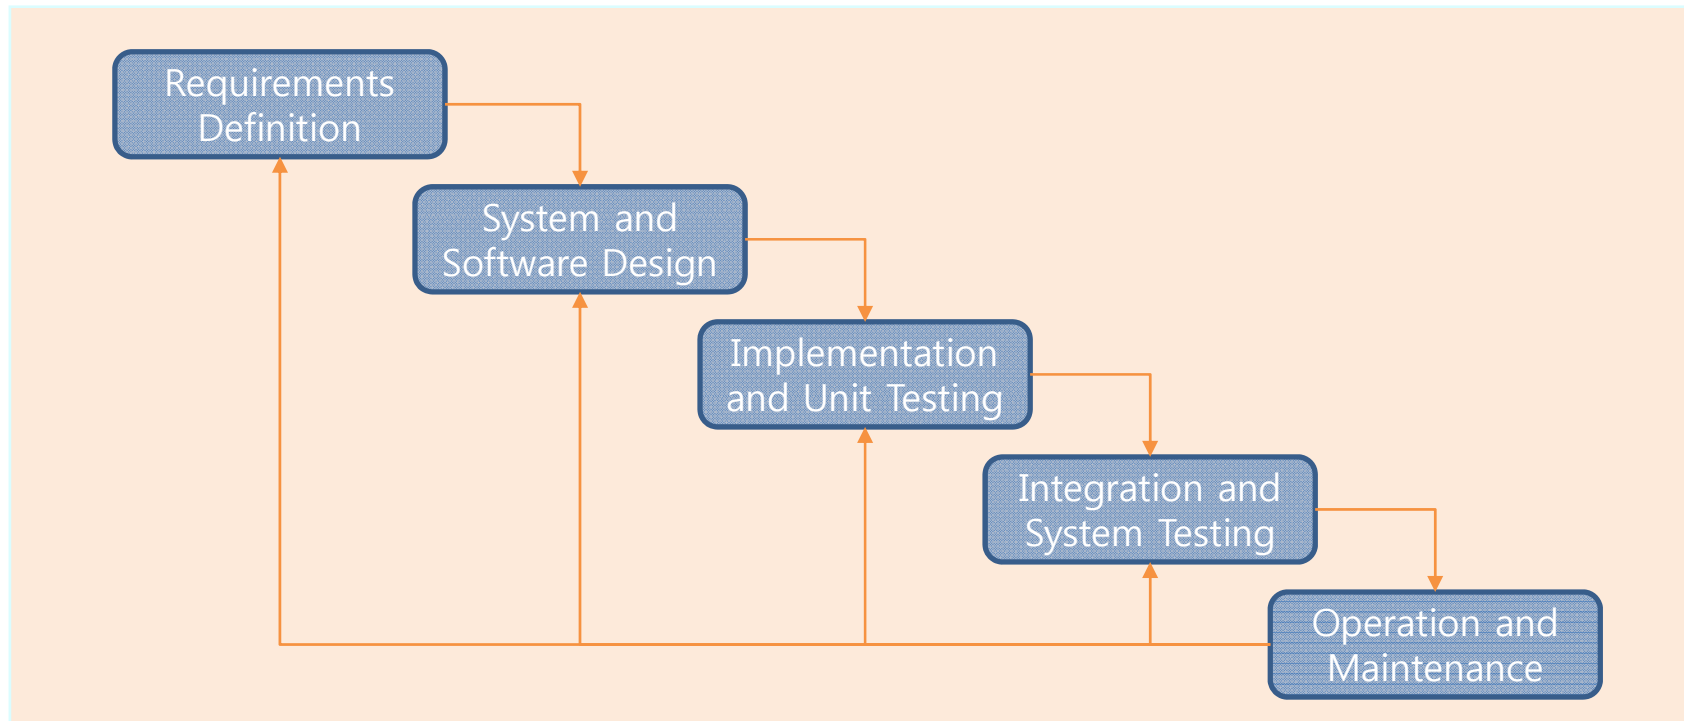 Requirements
Definition
System and
Software Design
Implementation
and Unit Testing
Integration and
System Testing
Operation and
Maintenance